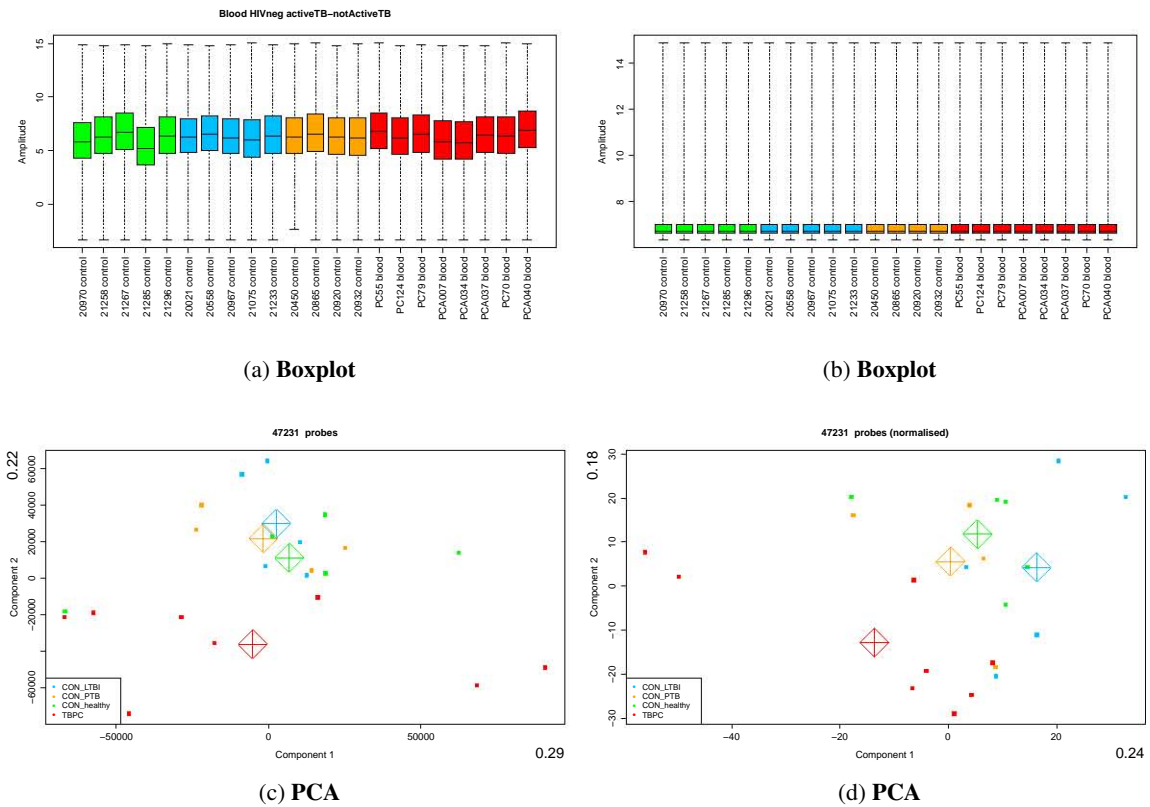 Blood HIVneg activeTB−notActiveTB
Amplitude
15
10
5
0
20970 control
21258 control
21267 control
21285 control
21296 control
20021 control
20598 control
20967 control
21075 control
21233 control
20450 control
20865 control
20920 control
20932 control
PC55 blood
PC124 blood
PC79 blood
PCA007 blood
PCA034 blood
PCA037 blood
PC70 blood
PCA040 blood
(a) Boxplot
Amplitude
14
12
10
8
20970 control
21258 control
21267 control
21285 control
21296 control
20021 control
20598 control
20967 control
21075 control
21233 control
20450 control
20865 control
20920 control
20932 control
PC55 blood
PC124 blood
PC79 blood
PCA007 blood
PCA034 blood
PCA037 blood
PC70 blood
PCA040 blood
(b) Boxplot
47231 probes
0.22
Component 2
60000
40000
20000
0
−20000
−60000
CON_LTBI
CON_PTB
CON_healthy
TBPC
−50000 0 50000
Component 1
0.29
(c) PCA
47231 probes (normalised)
0.18
Component 2
30
20
10
0
−10
−20
−30
CON_LTBI
CON_PTB
CON_healthy
TBPC
−40 −20 0 20
Component 1
0.24
(d) PCA